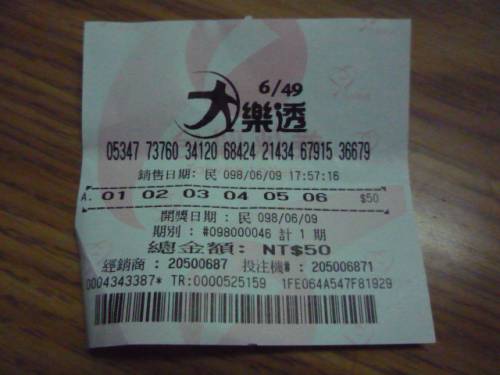 6/49
大樂透
05347 73760 34120 68424 21434 67915 36679
銷售日期: 民 098/06/09 17:57:16
A. 01 02 03 04 05 06 $50
開獎日期 : 民 098/06/09
期別 : #098000046 計 1 期
總金額: NT$50
經銷商 : 20500687 投注機# : 205006871
0004343387* TR:0000525159 1FE064A547F81929